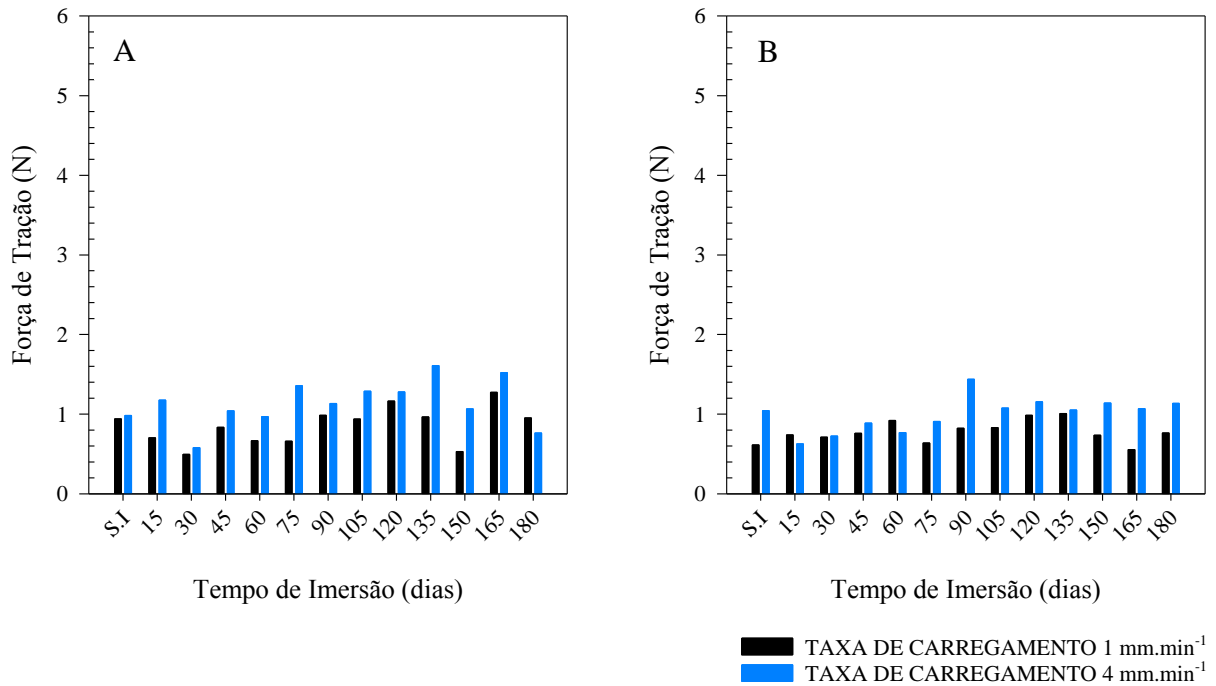 A
Força de Tração (N)
6
5
4
3
2
1
0
S.I 15 30 45 60 75 90 105 120 135 150 165 180
Tempo de Imersão (dias)
B
Força de Tração (N)
6
5
4
3
2
1
0
S.I 15 30 45 60 75 90 105 120 135 150 165 180
Tempo de Imersão (dias)
TAXA DE CARREGAMENTO 1 mm.min⁻¹
TAXA DE CARREGAMENTO 4 mm.min⁻¹